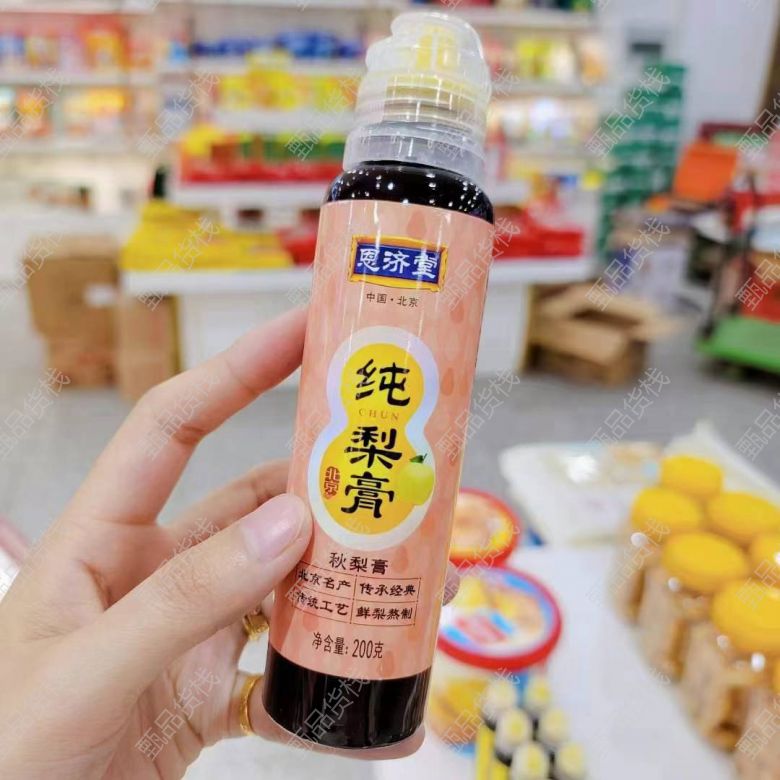 恩济堂
中国·北京
纯
CHUN
梨
膏
北京
秋梨膏
北京名产 传承经典
传统工艺 鲜梨熬制
净含量: 200克
甄品货栈